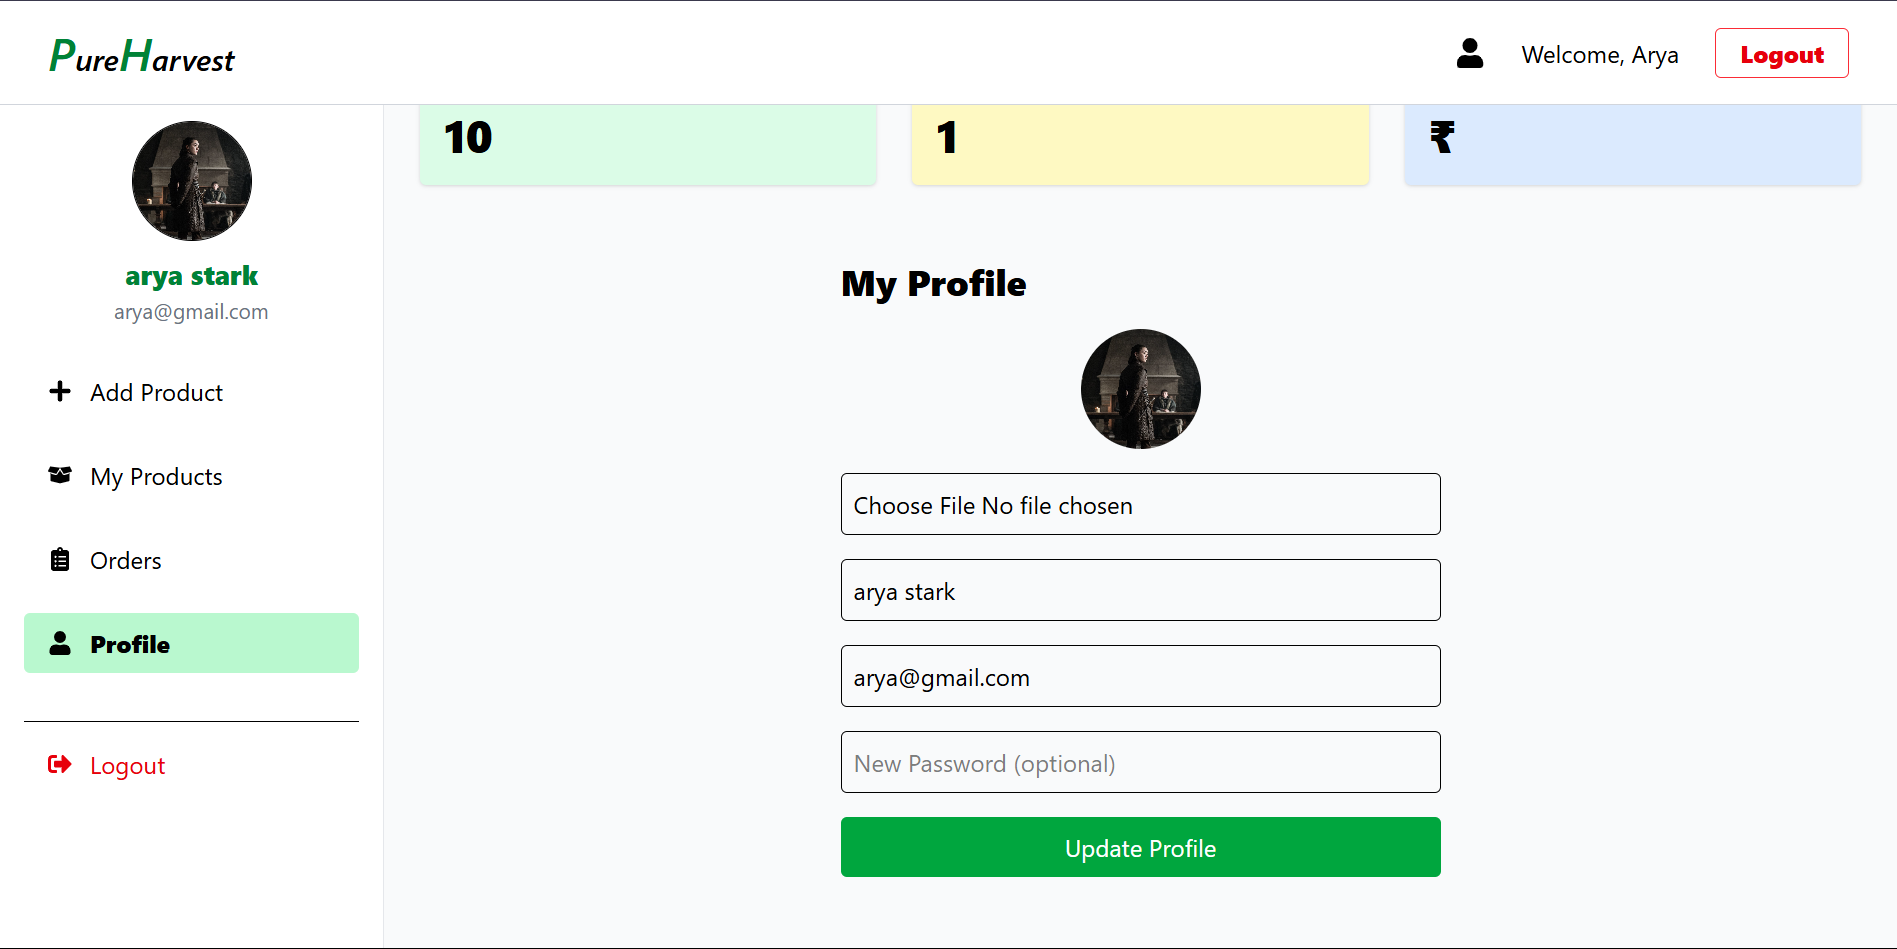 PureHarvest
Welcome, Arya
Logout
arya stark
arya@gmail.com
Add Product
My Products
Orders
Profile
Logout
10
1
₹
My Profile
Choose File No file chosen
arya stark
arya@gmail.com
New Password (optional)
Update Profile